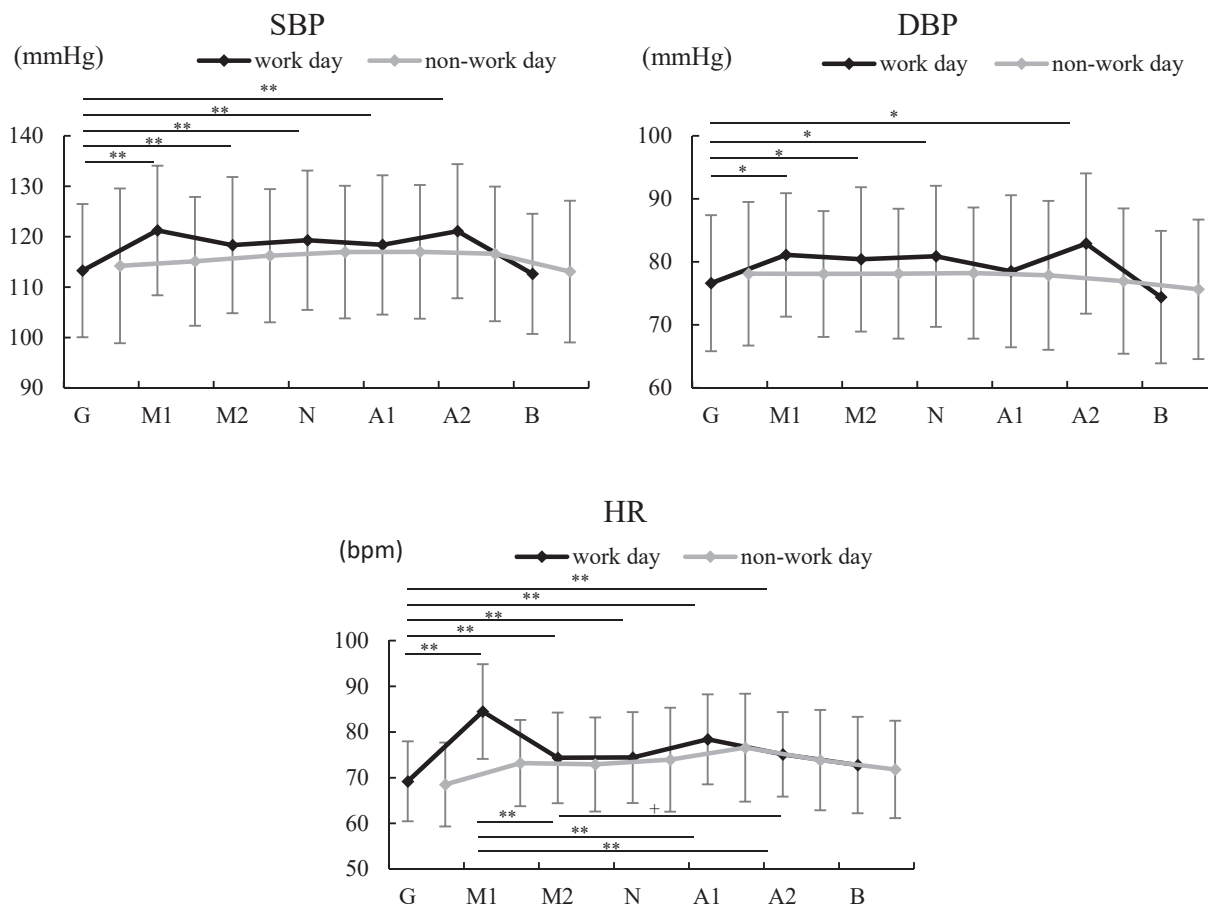 SBP
(mmHg)
work day non-work day
**
**
**
**
**
140
130
120
110
100
90
G M1 M2 N A1 A2 B
DBP
(mmHg)
work day non-work day
*
*
*
*
100
90
80
70
60
G M1 M2 N A1 A2 B
HR
(bpm)
work day non-work day
**
**
**
**
**
100
90
80
70
60
50
+
**
**
**
G M1 M2 N A1 A2 B